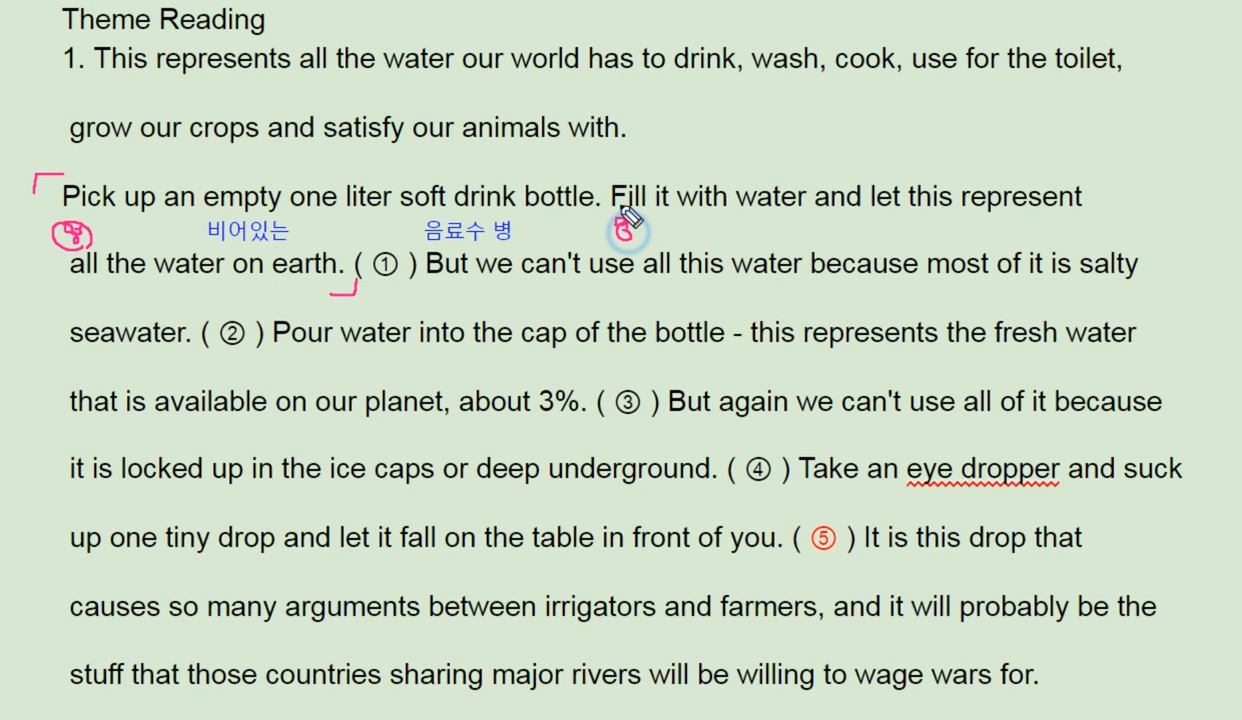 Theme Reading
1. This represents all the water our world has to drink, wash, cook, use for the toilet,
grow our crops and satisfy our animals with.
Pick up an empty one liter soft drink bottle. Fill it with water and let this represent
비어있는 음료수 병
all the water on earth. ( ① ) But we can't use all this water because most of it is salty
seawater. ( ② ) Pour water into the cap of the bottle - this represents the fresh water
that is available on our planet, about 3%. ( ③ ) But again we can't use all of it because
it is locked up in the ice caps or deep underground. ( ④ ) Take an eye dropper and suck
up one tiny drop and let it fall on the table in front of you. ( ⑤ ) It is this drop that
causes so many arguments between irrigators and farmers, and it will probably be the
stuff that those countries sharing major rivers will be willing to wage wars for.